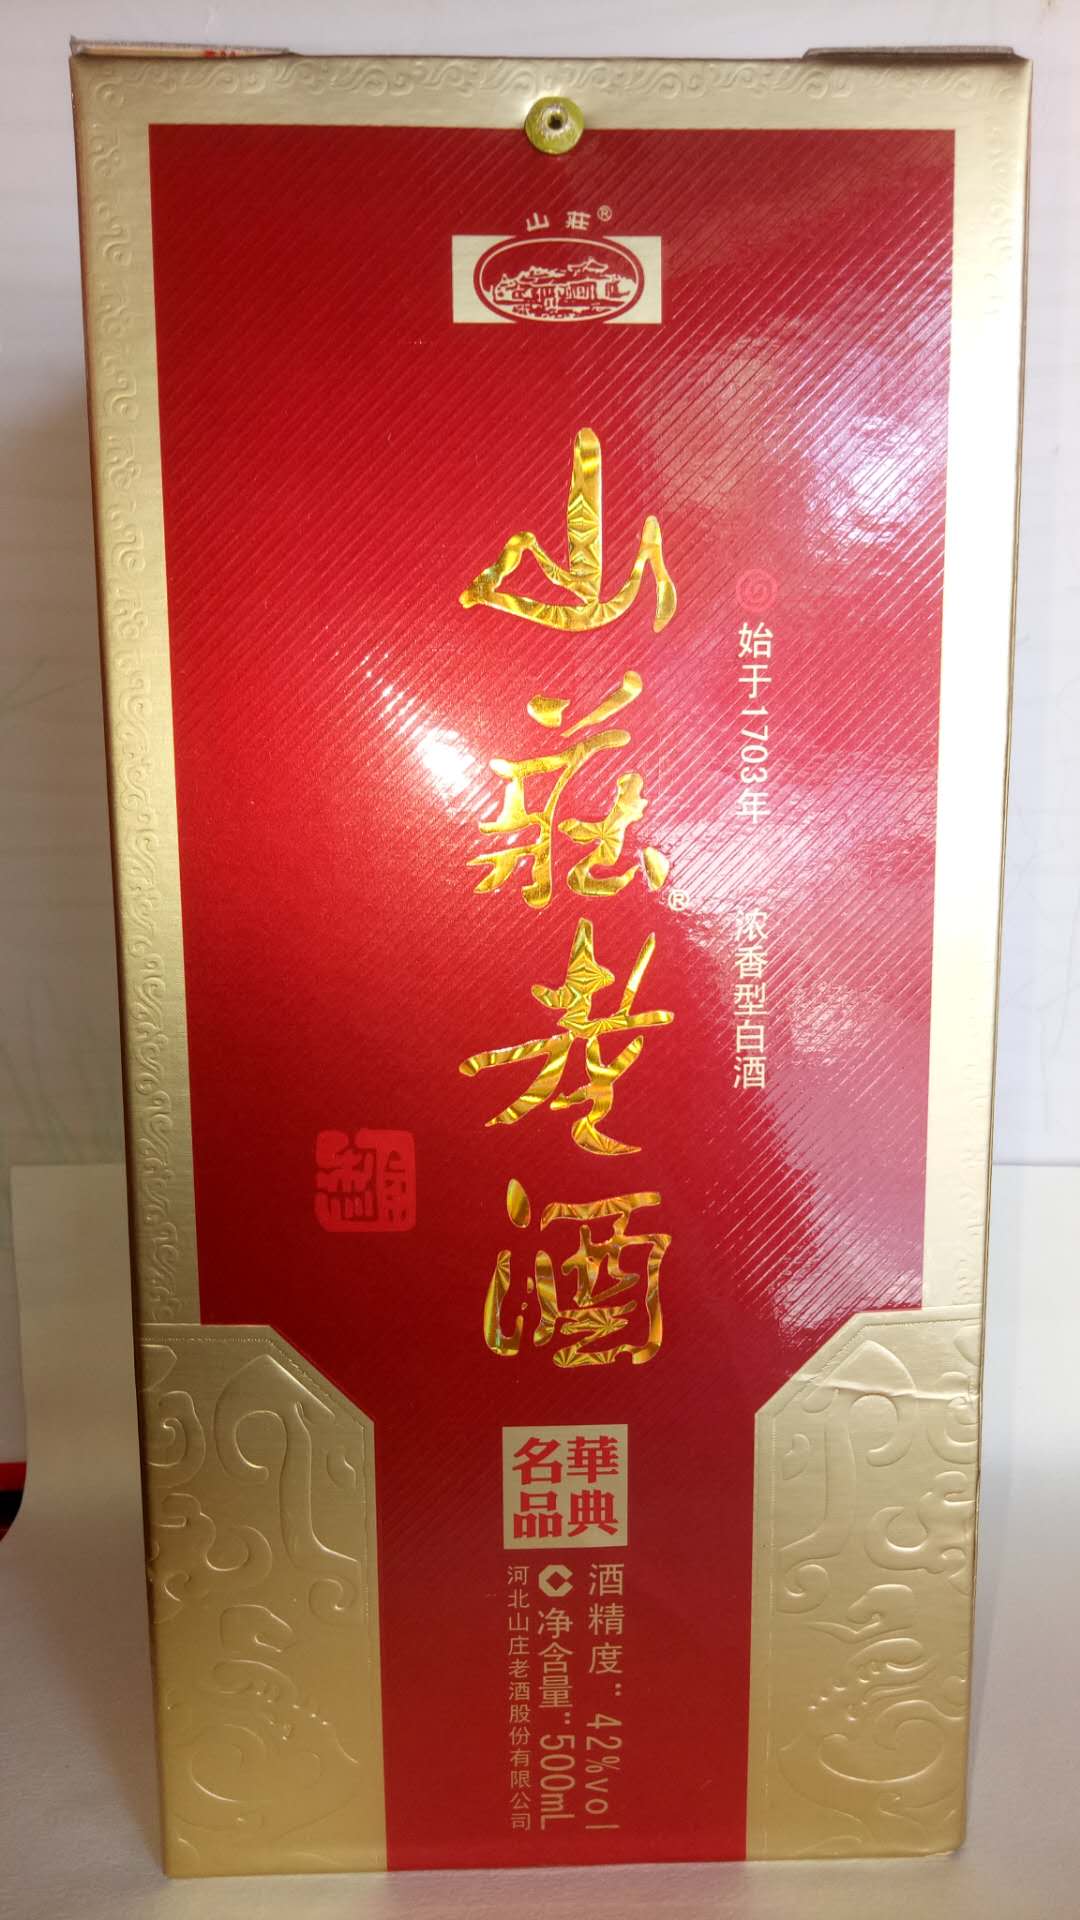 山莊®
山莊®老酒
始于1703年 浓香型白酒
華典
名品
酒精度：42%vol
净含量：500mL
河北山庄老酒股份有限公司